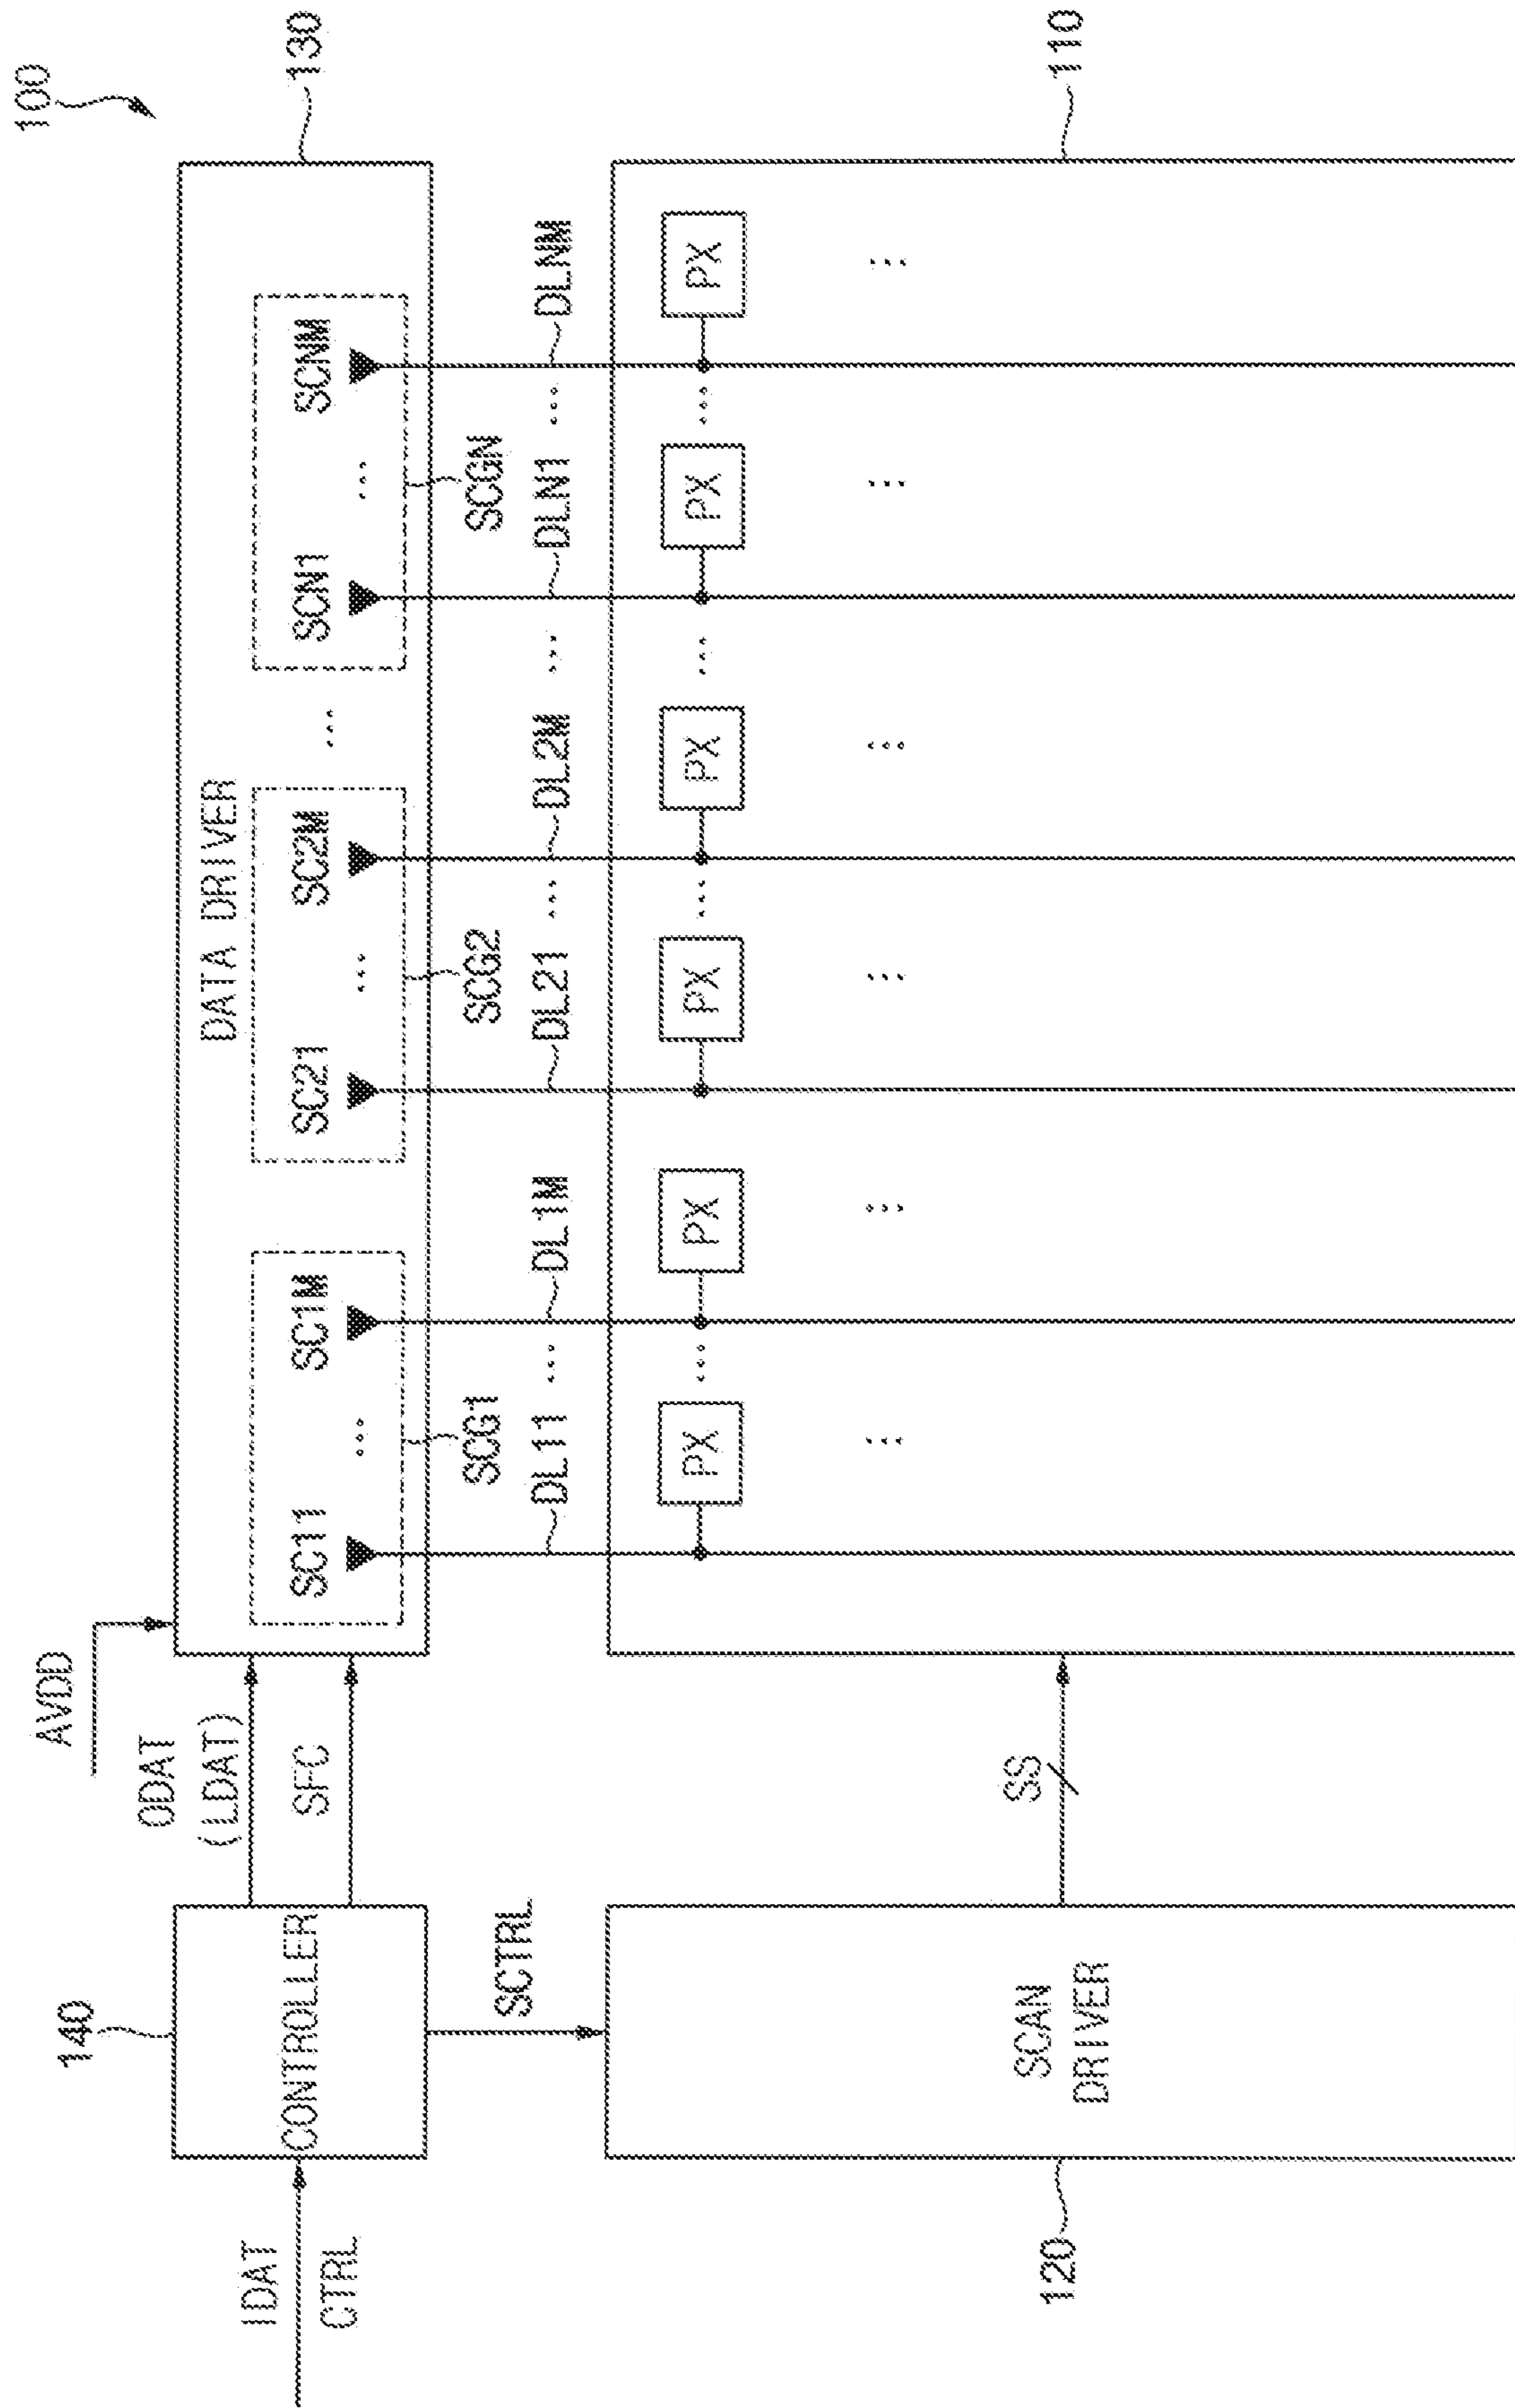 100
AVDD
140
130
ODAT
(LDAT)
SFC
DATA DRIVER
IDAT
CTRL
CONTROLLER
SC11 ... SC1M
SC21 ... SC2M
...
SCN1 ... SCNM
SCG1
SCG2
SCGN
SCTRL
DL11 ... DL1M
DL21 ... DL2M
...
DLN1 ... DLNM
PX ... PX PX ... PX ... PX ... PX
SS
SCAN
DRIVER
120
110